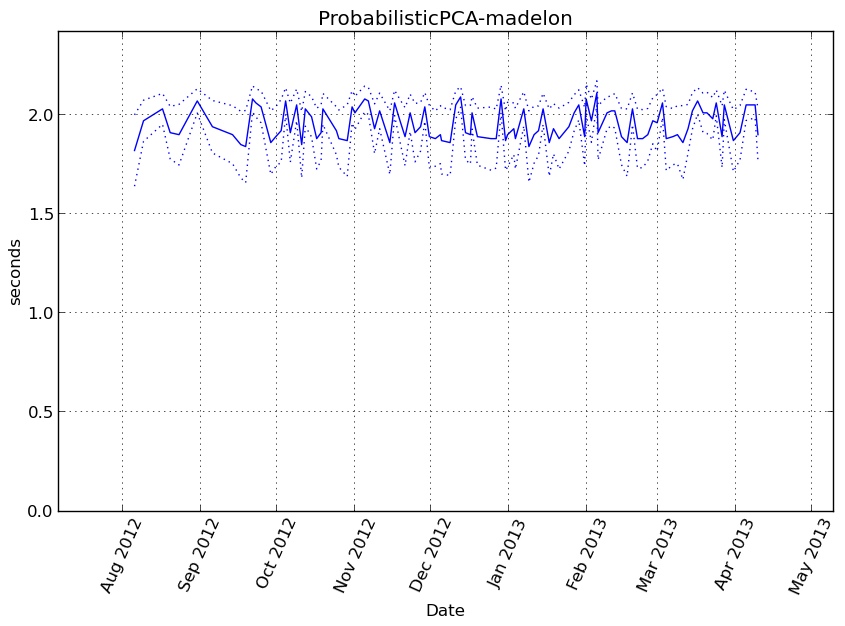 ProbabilisticPCA-madelon
seconds
2.0
1.5
1.0
0.5
0.0
Aug 2012
Sep 2012
Oct 2012
Nov 2012
Dec 2012
Jan 2013
Feb 2013
Mar 2013
Apr 2013
May 2013
Date